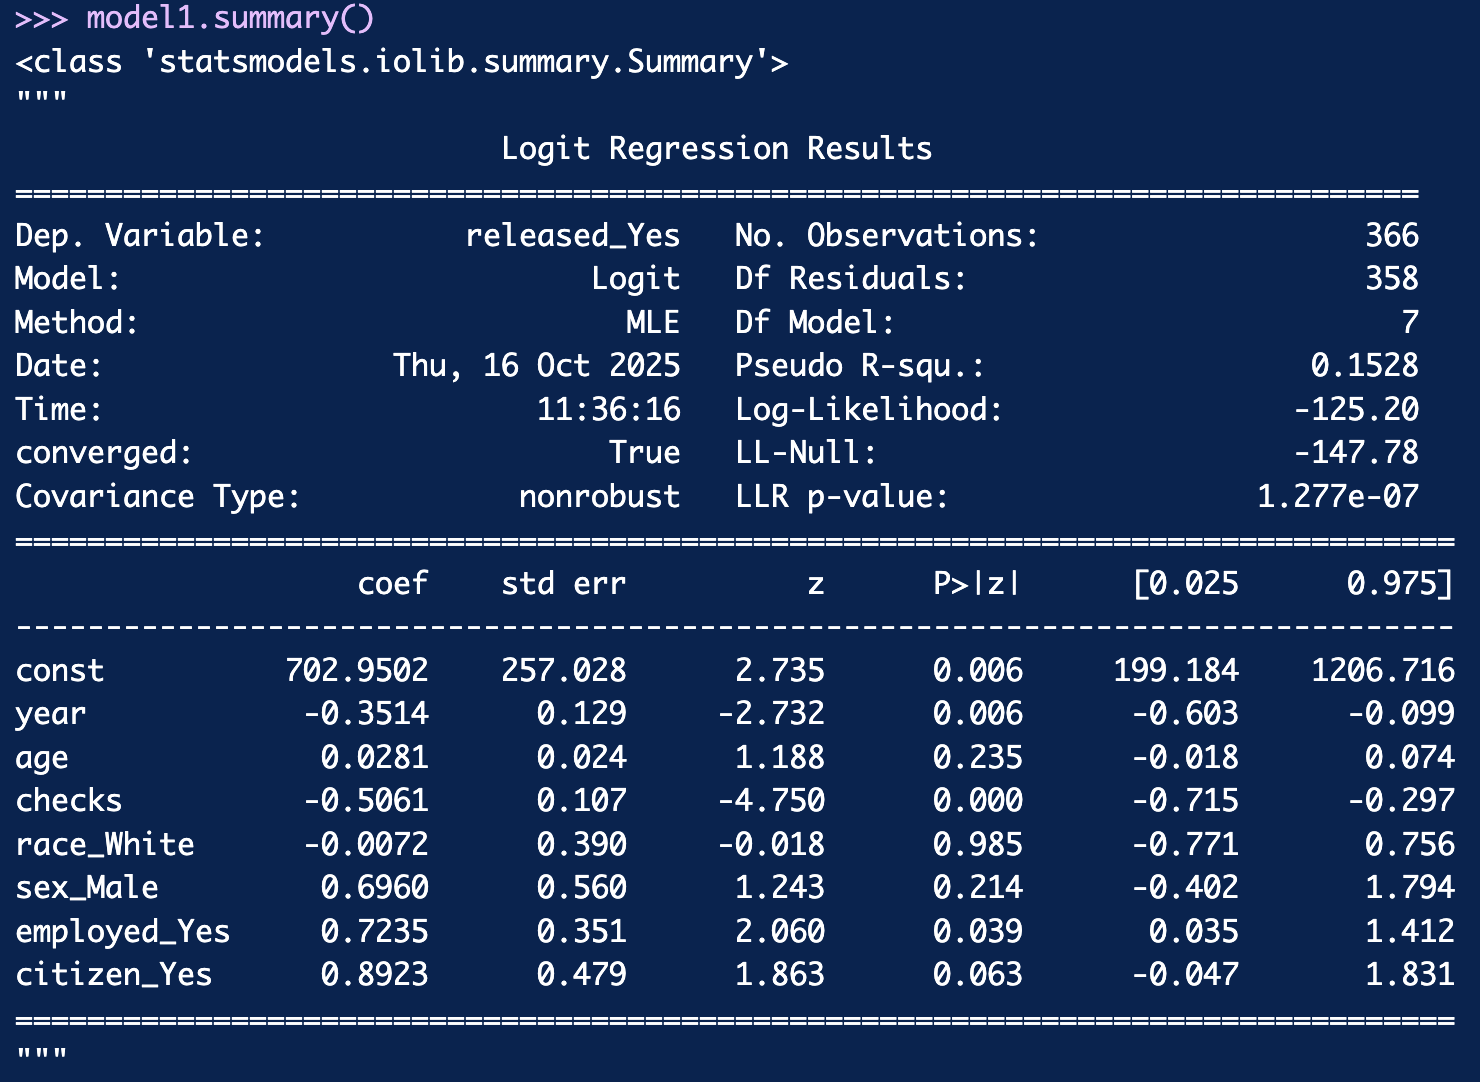 >>> model1.summary()
<class 'statsmodels.iolib.summary.Summary'>
"""
                           Logit Regression Results
==============================================================================
Dep. Variable:           released_Yes   No. Observations:                  366
Model:                          Logit   Df Residuals:                      358
Method:                           MLE   Df Model:                            7
Date:                Thu, 16 Oct 2025   Pseudo R-squ.:                  0.1528
Time:                        11:36:16   Log-Likelihood:                -125.20
converged:                       True   LL-Null:                       -147.78
Covariance Type:            nonrobust   LLR p-value:                 1.277e-07
================================================================================
                   coef    std err          z      P>|z|      [0.025      0.975]
--------------------------------------------------------------------------------
const          702.9502    257.028      2.735      0.006     199.184    1206.716
year            -0.3514      0.129     -2.732      0.006      -0.603      -0.099
age              0.0281      0.024      1.188      0.235      -0.018       0.074
checks          -0.5061      0.107     -4.750      0.000      -0.715      -0.297
race_White      -0.0072      0.390     -0.018      0.985      -0.771       0.756
sex_Male         0.6960      0.560      1.243      0.214      -0.402       1.794
employed_Yes     0.7235      0.351      2.060      0.039       0.035       1.412
citizen_Yes      0.8923      0.479      1.863      0.063      -0.047       1.831
================================================================================
"""